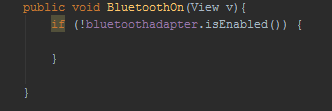 public void BluetoothOn(View v){
if (!bluetoothadapter.isEnabled()) {
}
}